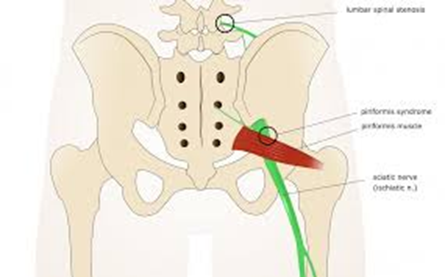 lumbar spinal stenosis
piriformis syndrome
piriformis muscle
sciatic nerve
(ischiatic n.)